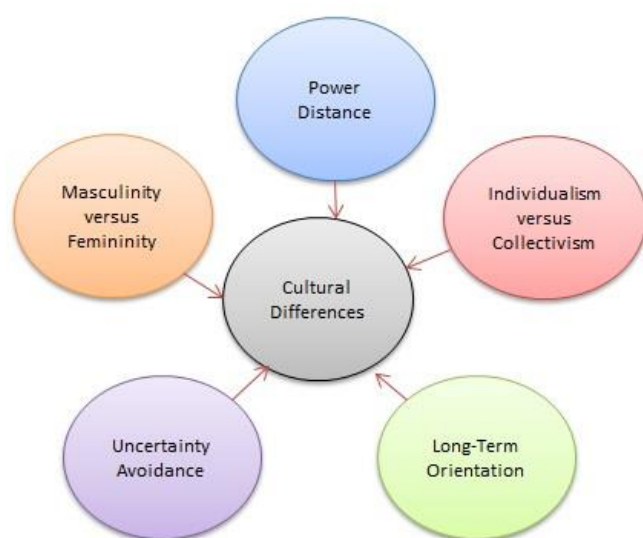 Power
Distance
Masculinity
versus
Femininity
Individualism
versus
Collectivism
Cultural
Differences
Uncertainty
Avoidance
Long-Term
Orientation